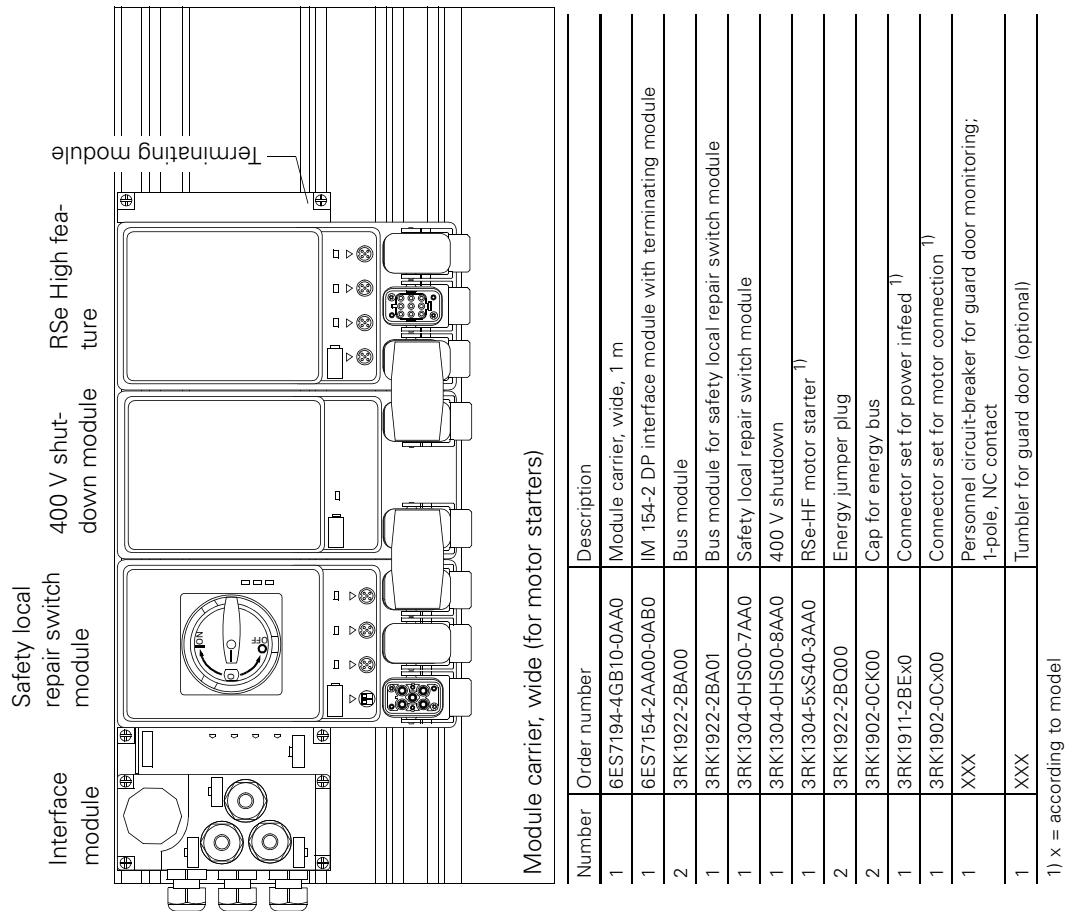 Interface
module
Safety local
repair switch
module
400 V shut-
down module
RSe High fea-
ture
Terminating module
ON
OFF
Module carrier, wide (for motor starters)
Number Order number Description
1 6ES7194-4GB10-0AA0 Module carrier, wide, 1 m
1 6ES7154-2AA00-0AB0 IM 154-2 DP interface module with terminating module
2 3RK1922-2BA00 Bus module
1 3RK1922-2BA01 Bus module for safety local repair switch module
1 3RK1304-0HS00-7AA0 Safety local repair switch module
1 3RK1304-0HS00-8AA0 400 V shutdown
1 3RK1304-5xS40-3AA0 RSe-HF motor starter 1)
2 3RK1922-2BQ00 Energy jumper plug
2 3RK1902-0CK00 Cap for energy bus
1 3RK1911-2BEx0 Connector set for power infeed 1)
1 3RK1902-0Cx00 Connector set for motor connection 1)
1 XXX Personnel circuit-breaker for guard door monitoring;
1-pole, NC contact
1 XXX Tumbler for guard door (optional)
1) x = according to model